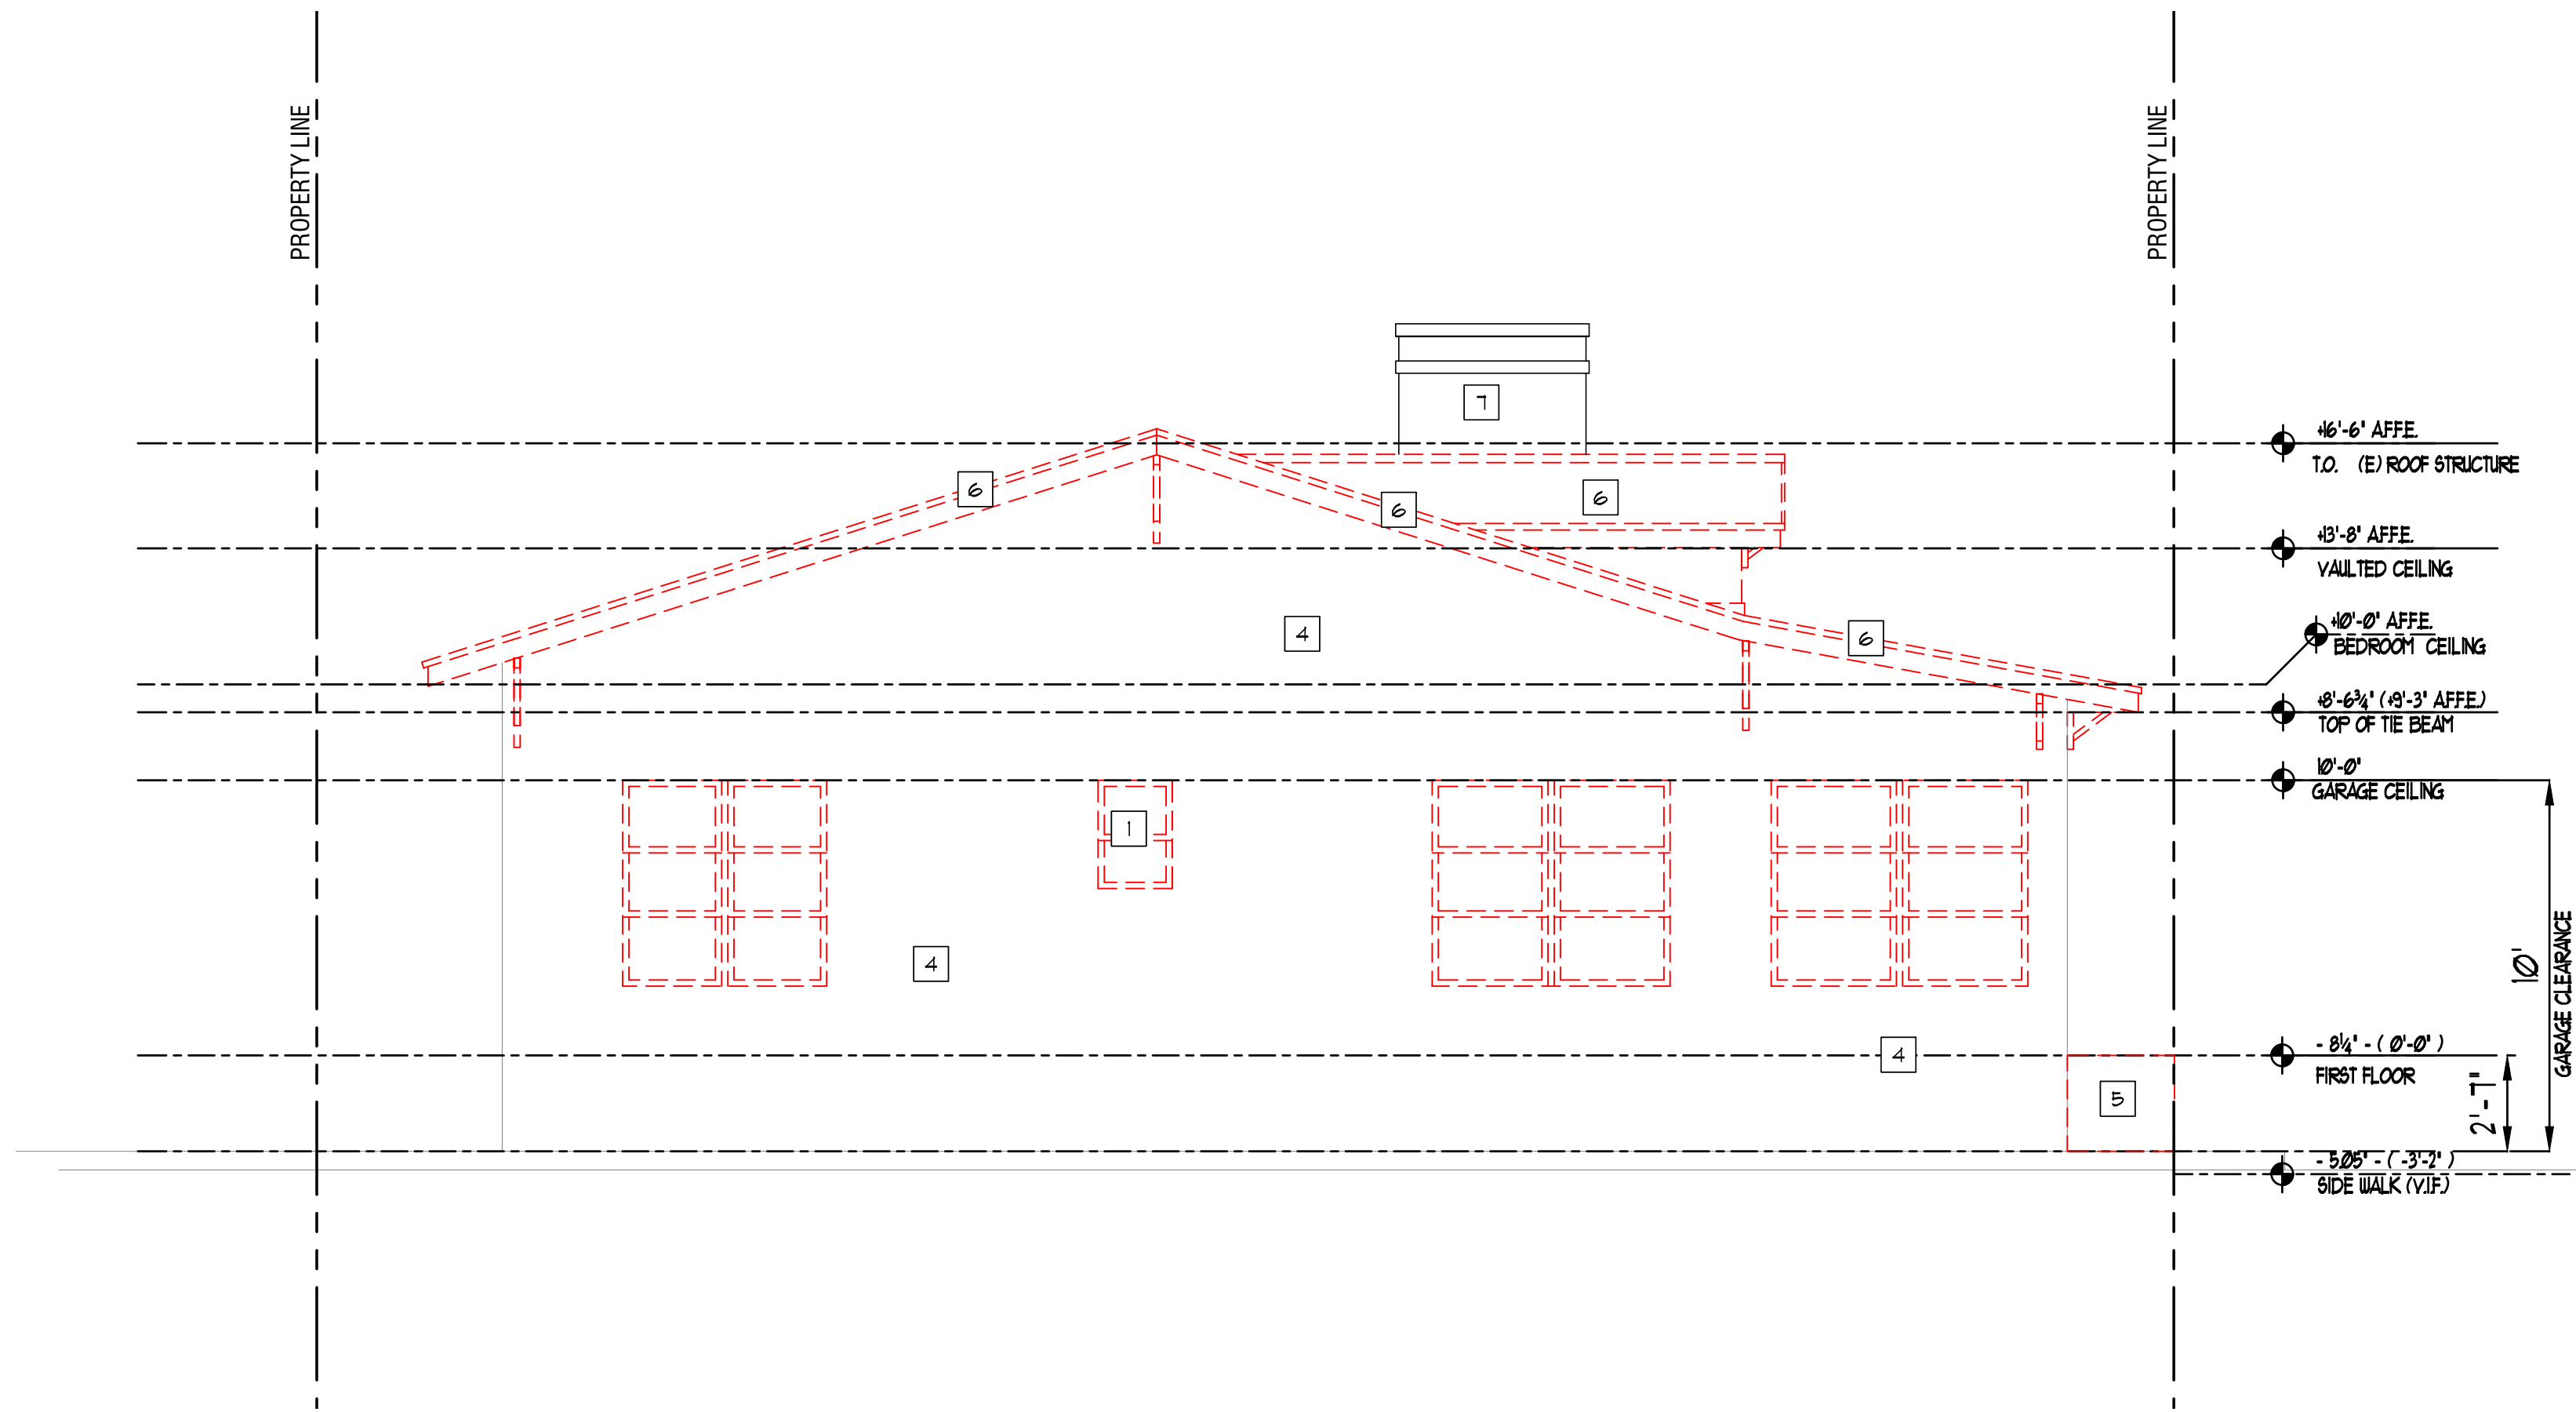 PROPERTY LINE
PROPERTY LINE
7
+16'-6" A.F.F.E.
T.O. (E) ROOF STRUCTURE
6
6
6
+13'-8" A.F.F.E.
VAULTED CEILING
4
6
+10'-0" A.F.F.E.
BEDROOM CEILING
+8'-6¾" (+9'-3" A.F.F.E.)
TOP OF TIE BEAM
10'-0"
GARAGE CEILING
1
4
10'
GARAGE CLEARANCE
4
- 8¼" - ( 0'-0" )
FIRST FLOOR
5
2'-7"
- 5.05" - ( -3'-2" )
SIDE WALK (V.I.F.)